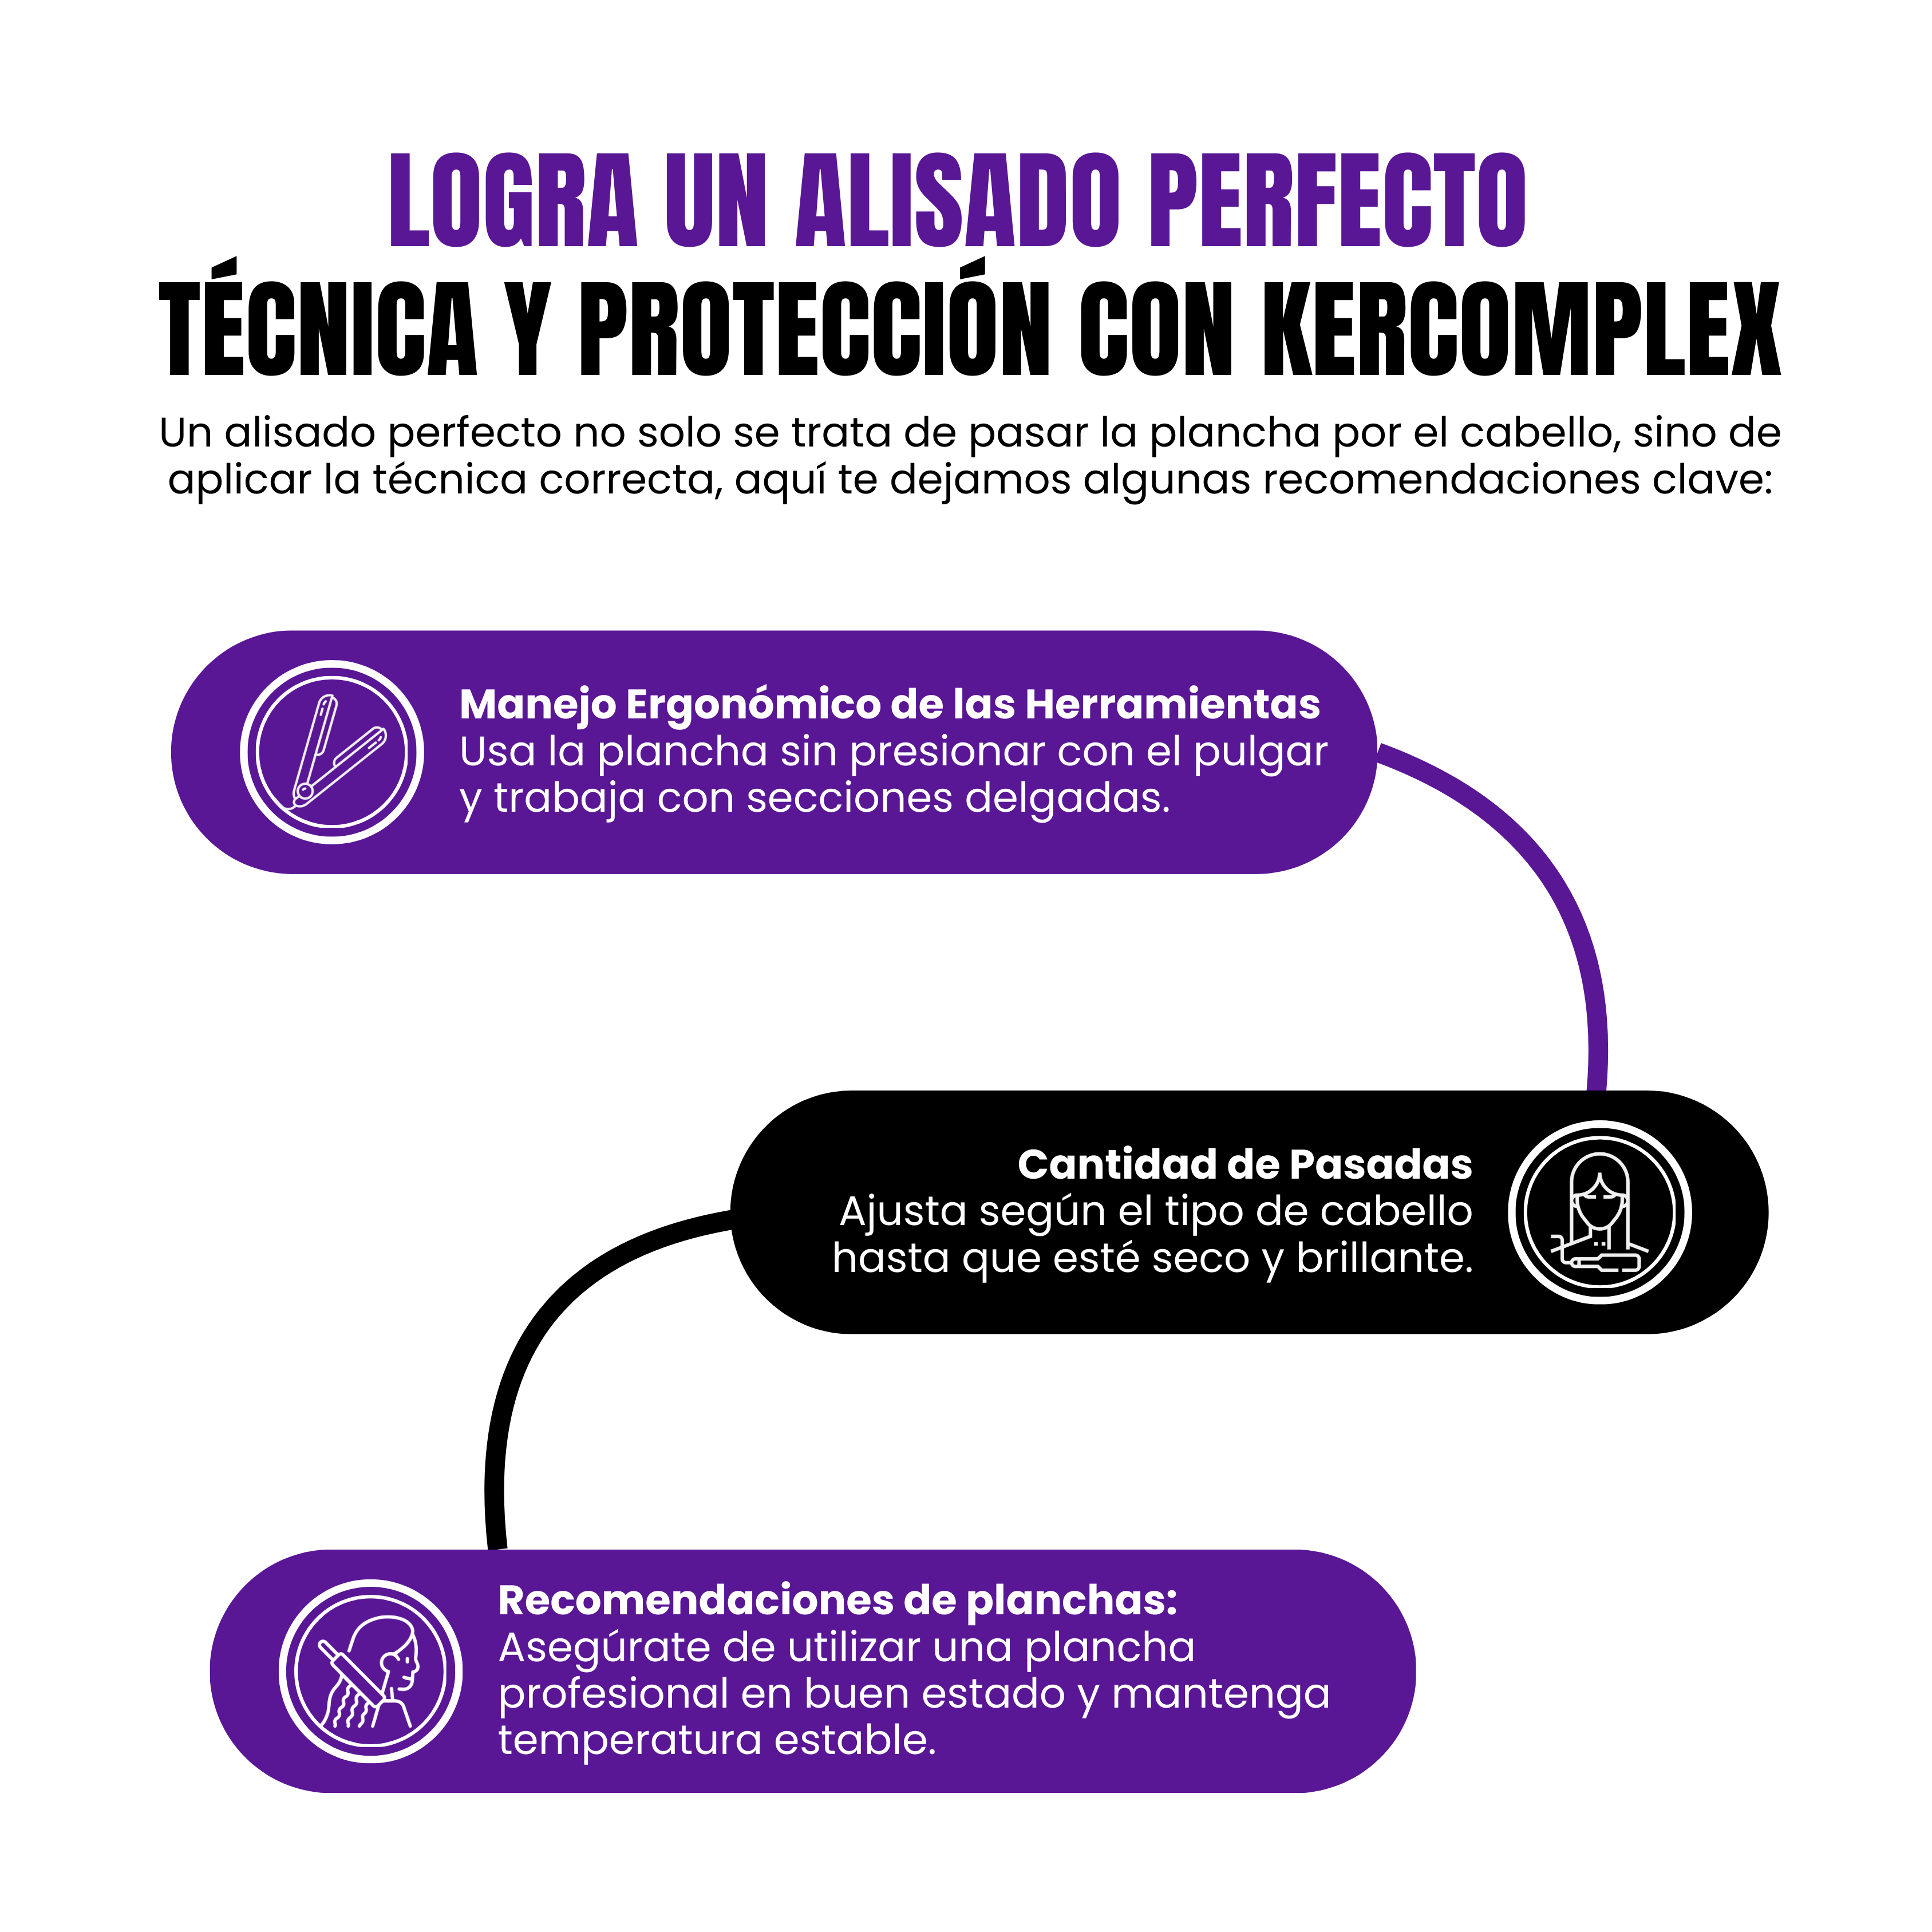 LOGRA UN ALISADO PERFECTO
TÉCNICA Y PROTECCIÓN CON KERCOMPLEX
Un alisado perfecto no solo se trata de pasar la plancha por el cabello, sino de
aplicar la técnica correcta, aquí te dejamos algunas recomendaciones clave:
Manejo Ergonómico de las Herramientas
Usa la plancha sin presionar con el pulgar
y trabaja con secciones delgadas.
Cantidad de Pasadas
Ajusta según el tipo de cabello
hasta que esté seco y brillante.
Recomendaciones de planchas:
Asegúrate de utilizar una plancha
profesional en buen estado y mantenga
temperatura estable.